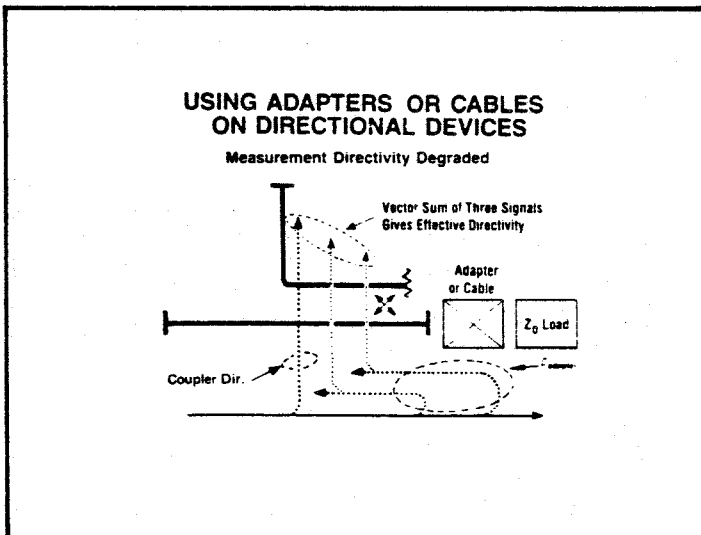 USING ADAPTERS OR CABLES
ON DIRECTIONAL DEVICES
Measurement Directivity Degraded
Vector Sum of Three Signals
Gives Effective Directivity
Adapter
or Cable
Z₀ Load
Coupler Dir.